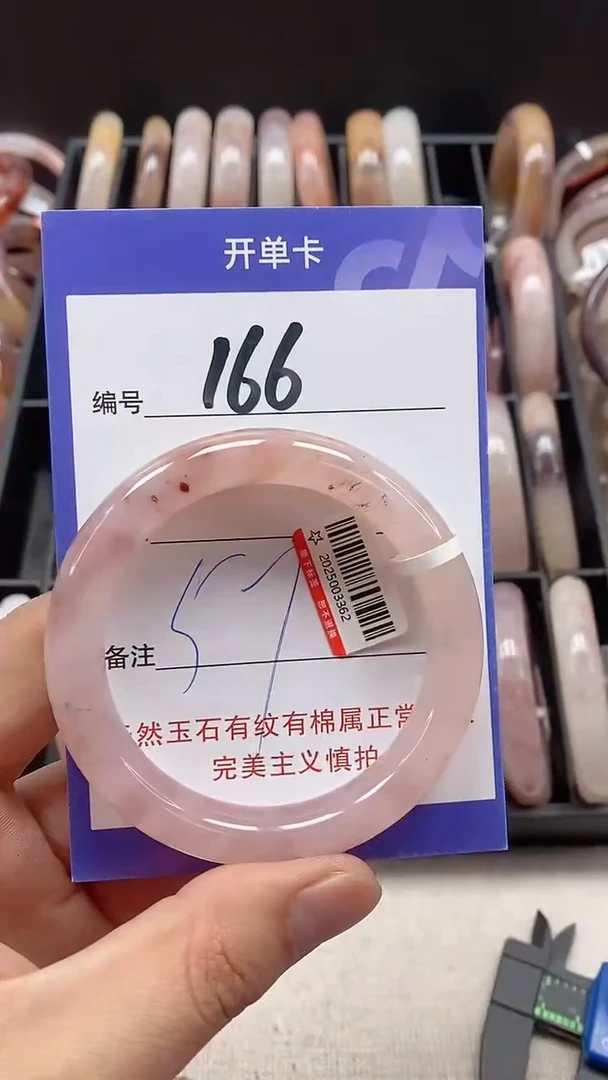 开单卡
编号 166
2025003362
备注 57
然玉石有纹有棉属正常
完美主义慎拍